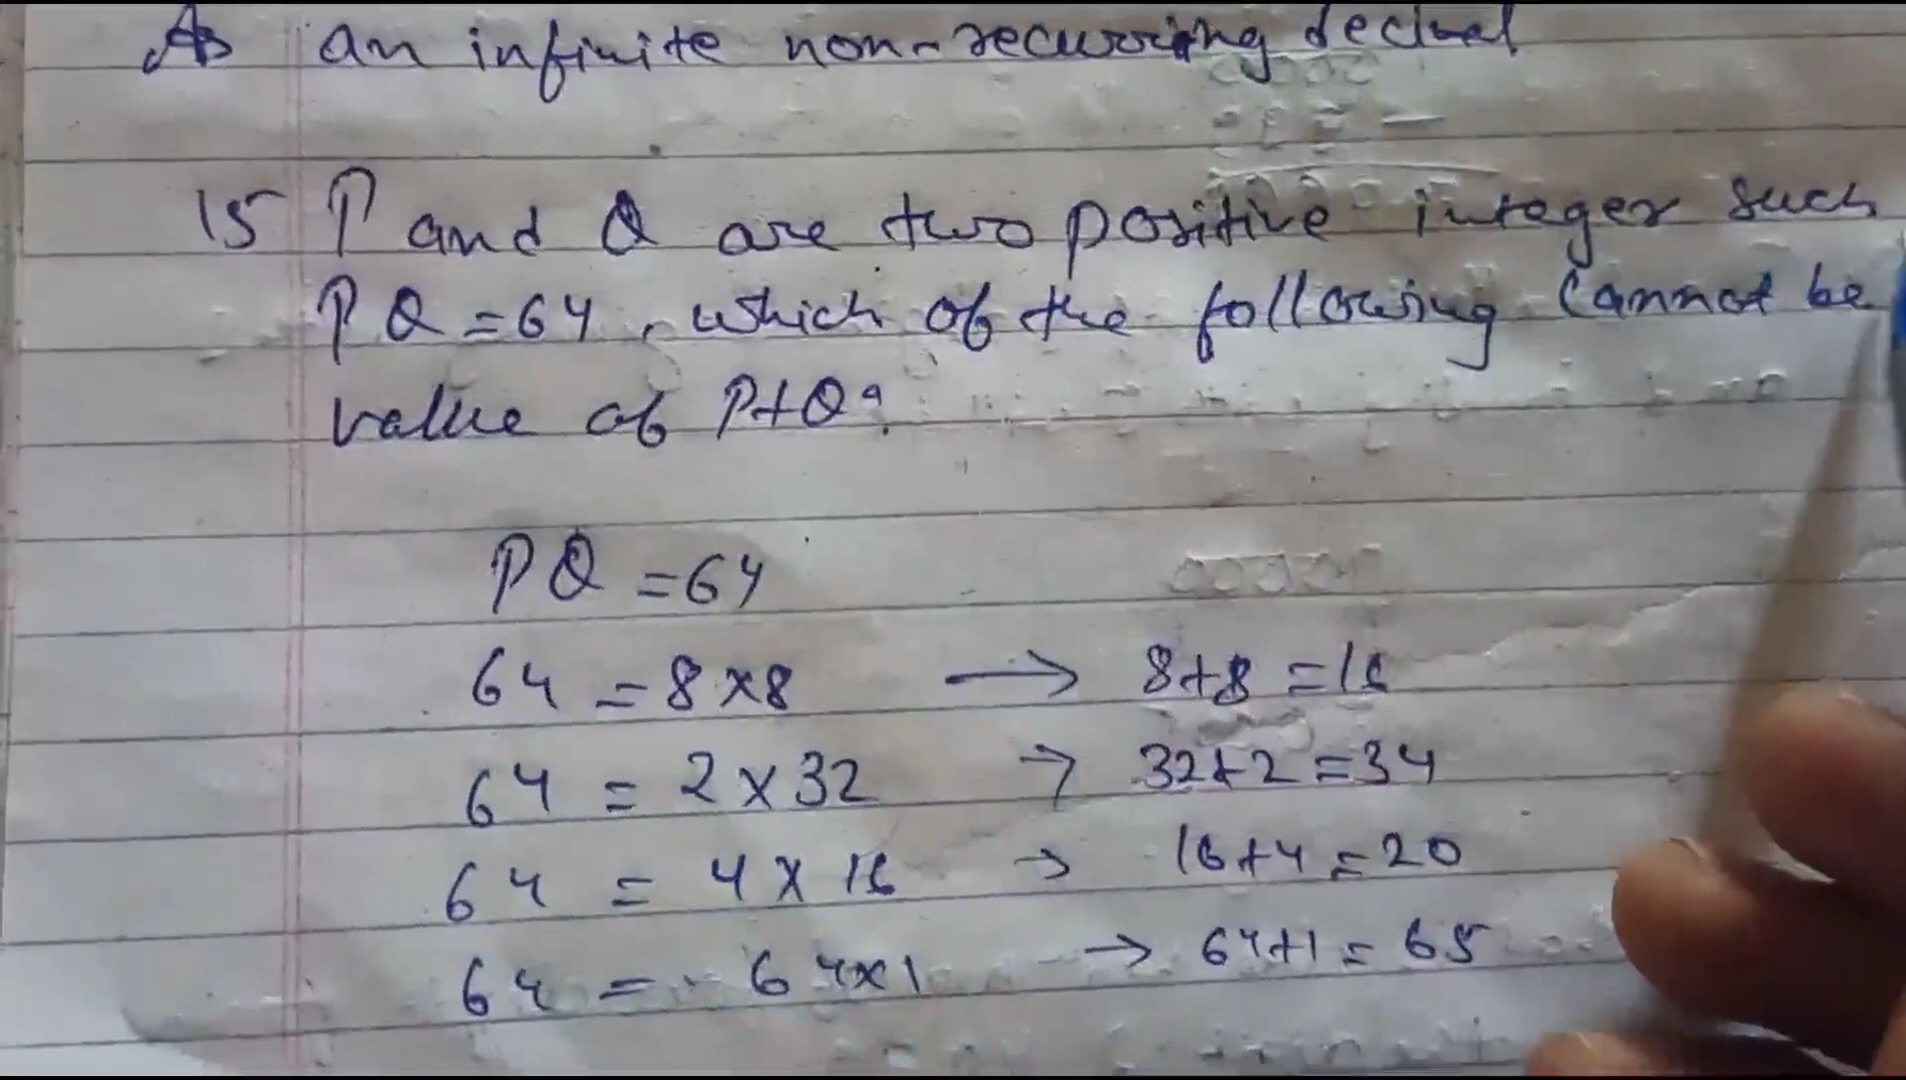 As an infinite non-recurring decimal
15 P and Q are two positive integer such
PQ = 64, which of the following cannot be
value of P+Q?
PQ = 64
64 = 8 x 8 → 8+8 = 16
64 = 2 x 32 → 32+2 = 34
64 = 4 x 16 → 16+4 = 20
64 = 64x1 → 64+1 = 65